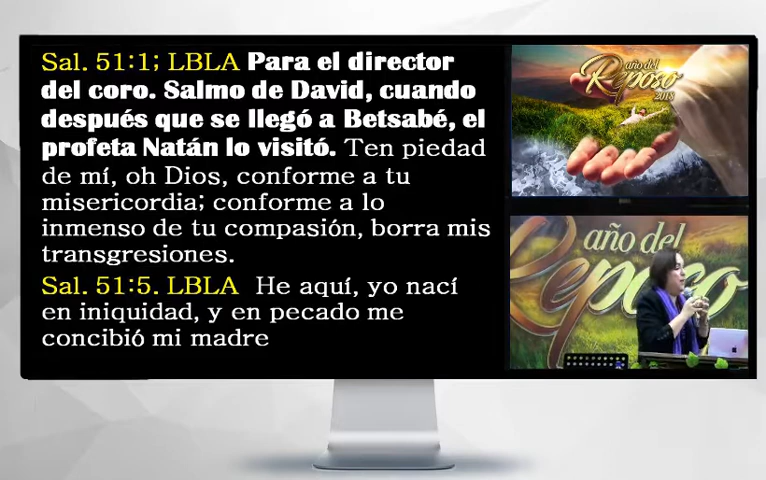 Sal. 51:1; LBLA Para el director
del coro. Salmo de David, cuando
después que se llegó a Betsabé, el
profeta Natán lo visitó. Ten piedad
de mí, oh Dios, conforme a tu
misericordia; conforme a lo
inmenso de tu compasión, borra mis
transgresiones.
Sal. 51:5. LBLA He aquí, yo nací
en iniquidad, y en pecado me
concibió mi madre
año del
Reposo
2018
año del
Reposo